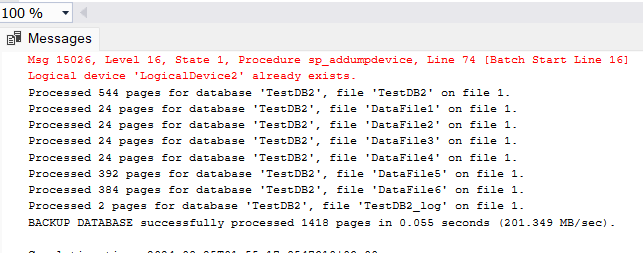 100 %
Messages
Msg 15026, Level 16, State 1, Procedure sp_addumpdevice, Line 74 [Batch Start Line 16]
Logical device 'LogicalDevice2' already exists.
Processed 544 pages for database 'TestDB2', file 'TestDB2' on file 1.
Processed 24 pages for database 'TestDB2', file 'DataFile1' on file 1.
Processed 24 pages for database 'TestDB2', file 'DataFile2' on file 1.
Processed 24 pages for database 'TestDB2', file 'DataFile3' on file 1.
Processed 24 pages for database 'TestDB2', file 'DataFile4' on file 1.
Processed 392 pages for database 'TestDB2', file 'DataFile5' on file 1.
Processed 384 pages for database 'TestDB2', file 'DataFile6' on file 1.
Processed 2 pages for database 'TestDB2', file 'TestDB2_log' on file 1.
BACKUP DATABASE successfully processed 1418 pages in 0.055 seconds (201.349 MB/sec).